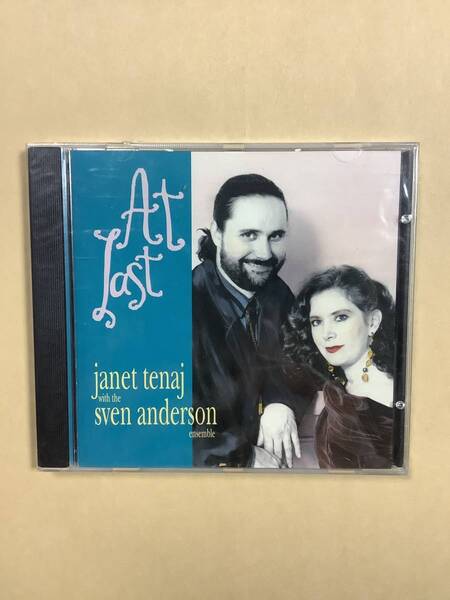 At
Last
janet tenaj
with the
sven anderson
ensemble